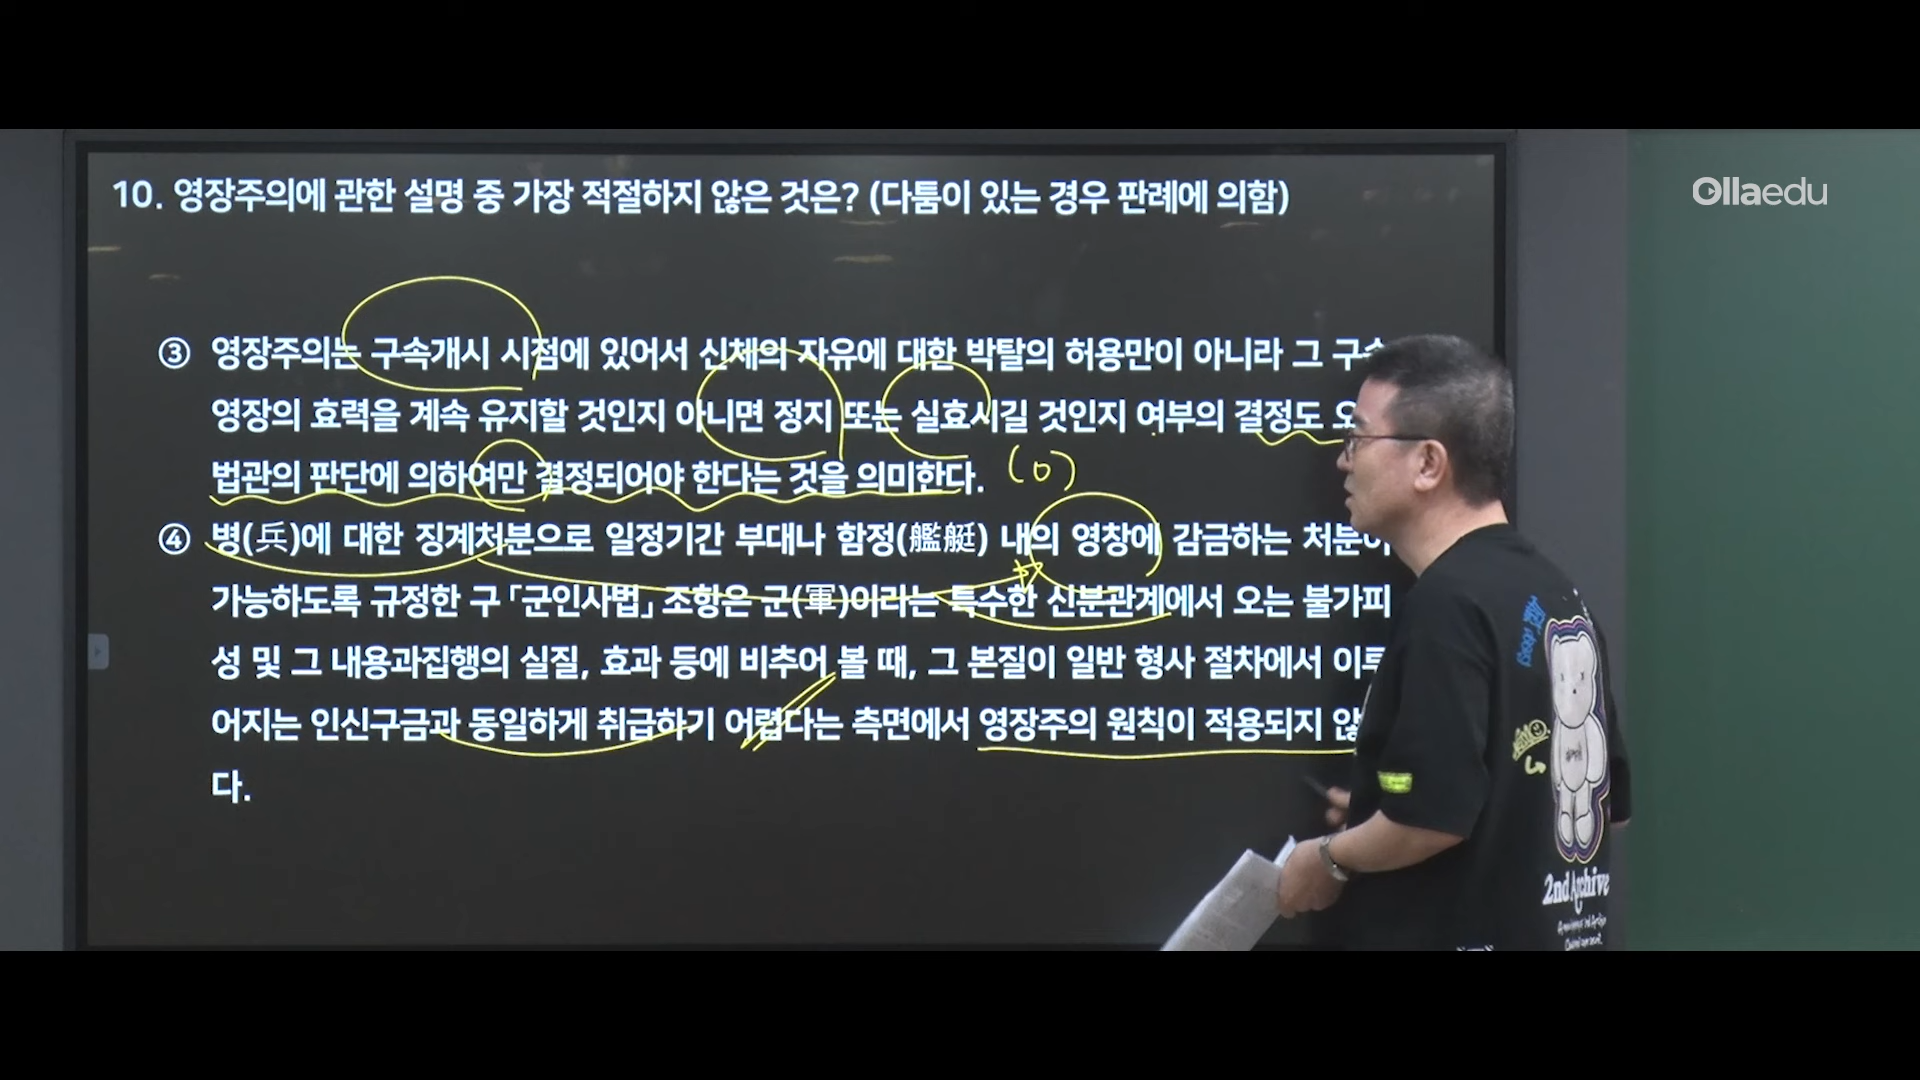 10. 영장주의에 관한 설명 중 가장 적절하지 않은 것은? (다툼이 있는 경우 판례에 의함)
Ollaedu
③ 영장주의는 구속개시 시점에 있어서 신체의 자유에 대한 박탈의 허용만이 아니라 그 구속
영장의 효력을 계속 유지할 것인지 아니면 정지 또는 실효시길 것인지 여부의 결정도
법관의 판단에 의하여만 결정되어야 한다는 것을 의미한다. (O)
④ 병(兵)에 대한 징계처분으로 일정기간 부대나 함정(艦艇) 내의 영창에 감금하는 처분이
가능하도록 규정한 구 「군인사법」 조항은 군(軍)이라는 특수한 신분관계에서 오는 불가피
성 및 그 내용과집행의 실질, 효과 등에 비추어 볼 때, 그 본질이 일반 형사 절차에서 이루
어지는 인신구금과 동일하게 취급하기 어렵다는 측면에서 영장주의 원칙이 적용되지 않
다.
2nd Archive